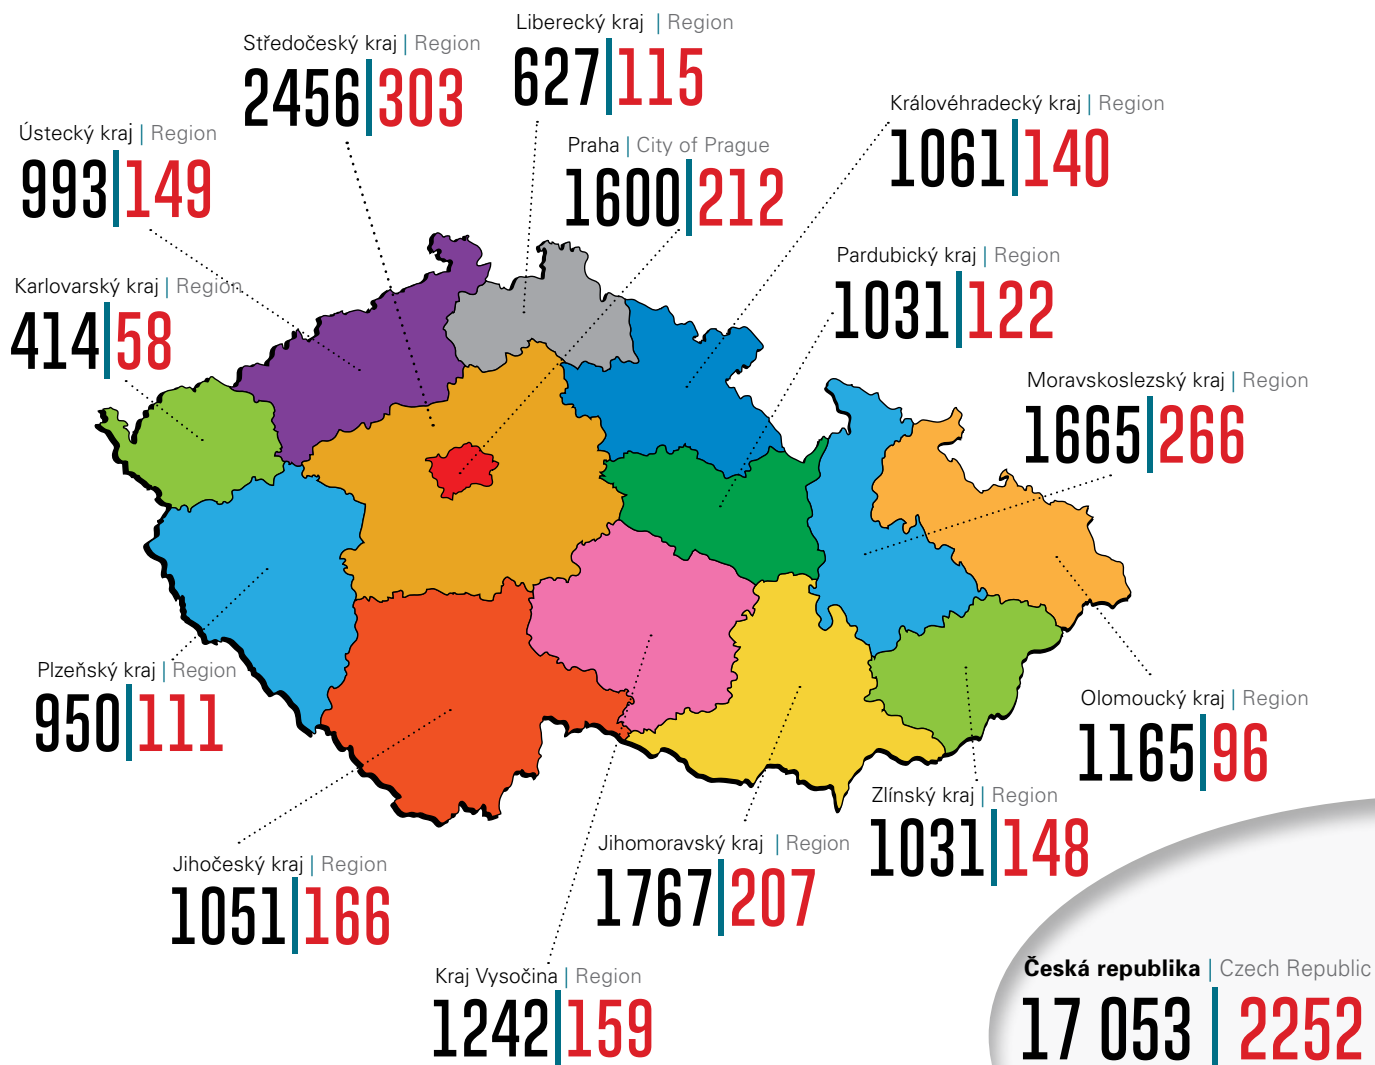 Liberecký kraj | Region
627|115
Středočeský kraj | Region
2456|303
Královéhradecký kraj | Region
1061|140
Ústecký kraj | Region
993|149
Praha | City of Prague
1600|212
Pardubický kraj | Region
1031|122
Karlovarský kraj | Region
414|58
Moravskoslezský kraj | Region
1665|266
Plzeňský kraj | Region
950|111
Olomoucký kraj | Region
1165|96
Zlínský kraj | Region
1031|148
Jihomoravský kraj | Region
1767|207
Jihočeský kraj | Region
1051|166
Kraj Vysočina | Region
1242|159
Česká republika | Czech Republic
17 053 | 2252